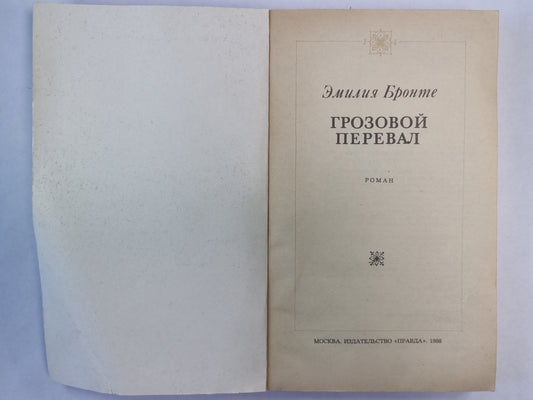 Эмилия Бронте
ГРОЗОВОЙ
ПЕРЕВАЛ
РОМАН
МОСКВА. ИЗДАТЕЛЬСТВО «ПРАВДА». 1988